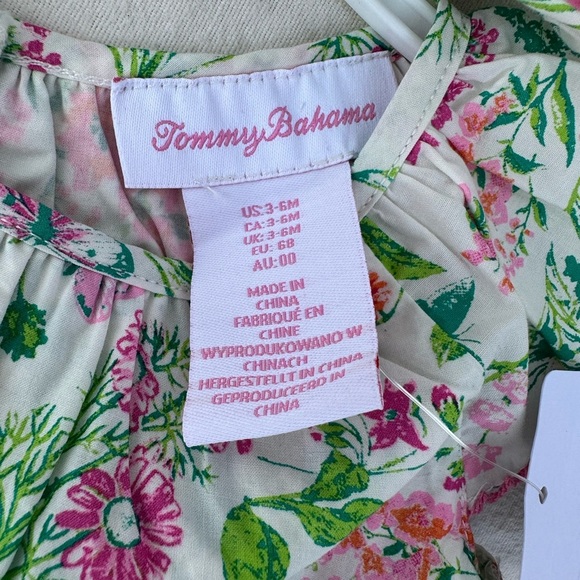 Tommy Bahama
US: 3-6M
CA: 3-6M
UK: 3-6M
EU: 68
AU: 00
MADE IN
CHINA
FABRIQUÉ EN
CHINE
WYPRODUKOWANO W
CHINACH
HERGESTELLT IN CHINA
GEPRODUCEERD IN
CHINA